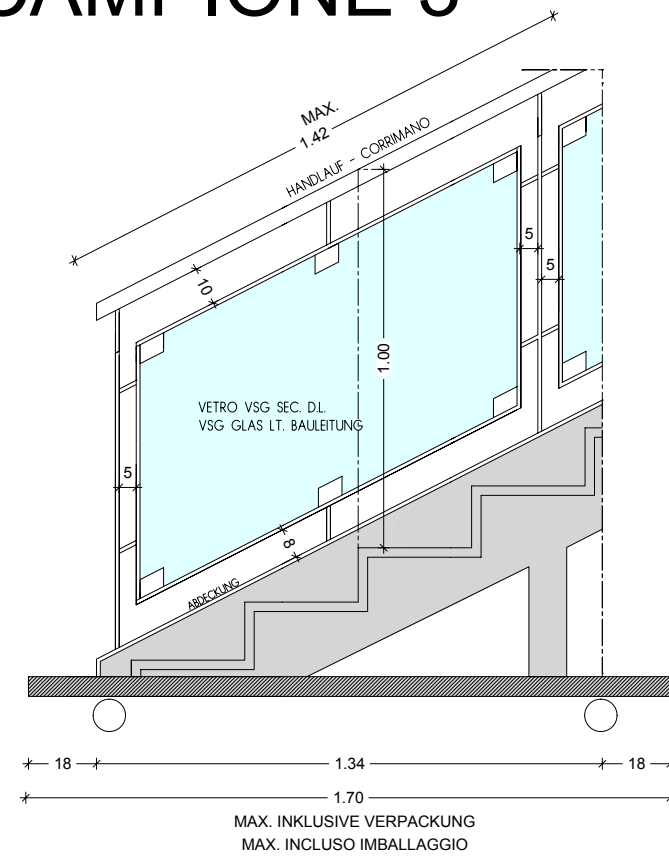 CAMPIONE
MAX.
1.42
HANDLAUF - CORRIMANO
10
5
5
1.00
VETRO VSG SEC. D.L.
VSG GLAS LT. BAULEITUNG
5
8
ABDECKUNG
18
1.34
18
1.70
MAX. INKLUSIVE VERPACKUNG
MAX. INCLUSO IMBALLAGGIO